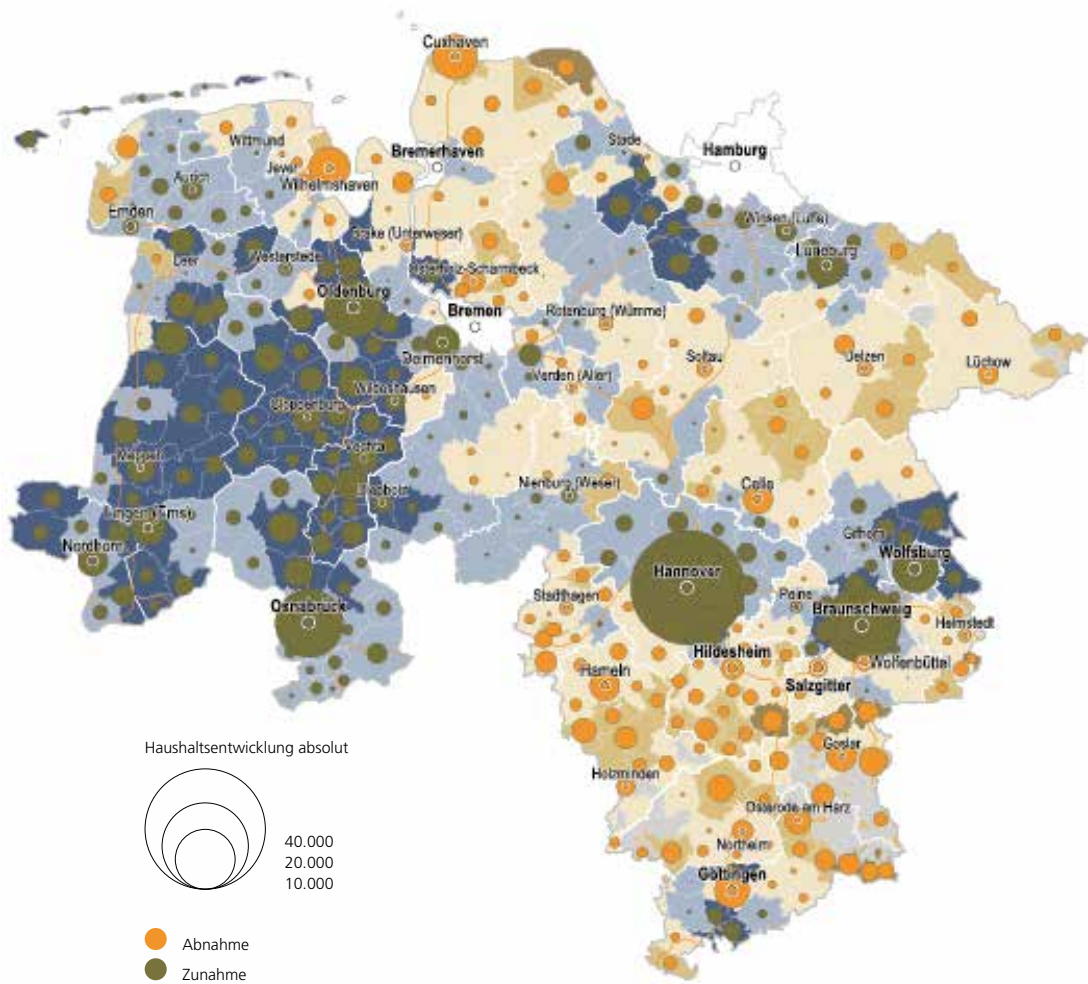 Cuxhaven
Wittmund
Bremerhaven
Stade
Hamburg
Jever
Wilhelmshaven
Aurich
Emden
Winsen (Luhe)
Brake (Unterweser)
Lüneburg
Leer
Westerstede
Osterholz-Scharmbeck
Oldenburg
Bremen
Rotenburg (Wümme)
Delmenhorst
Soltau
Uelzen
Lüchow
Verden (Aller)
Wildeshausen
Cloppenburg
Vechta
Meppen
Diepholz
Nienburg (Weser)
Celle
Lingen (Ems)
Gifhorn
Nordhorn
Wolfsburg
Hannover
Stadthagen
Peine
Braunschweig
Osnabrück
Helmstedt
Hildesheim
Wolfenbüttel
Hameln
Salzgitter
Haushaltsentwicklung absolut
Goslar
Holzminden
Osterode am Harz
40.000
Northeim
20.000
10.000
Göttingen
Abnahme
Zunahme